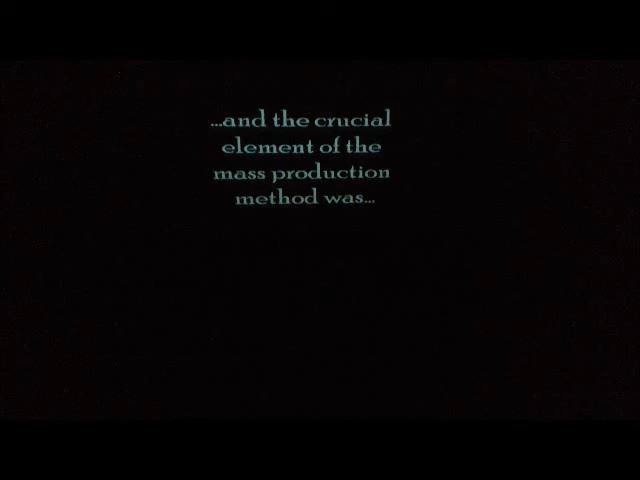 ...and the crucial
element of the
mass production
method was...